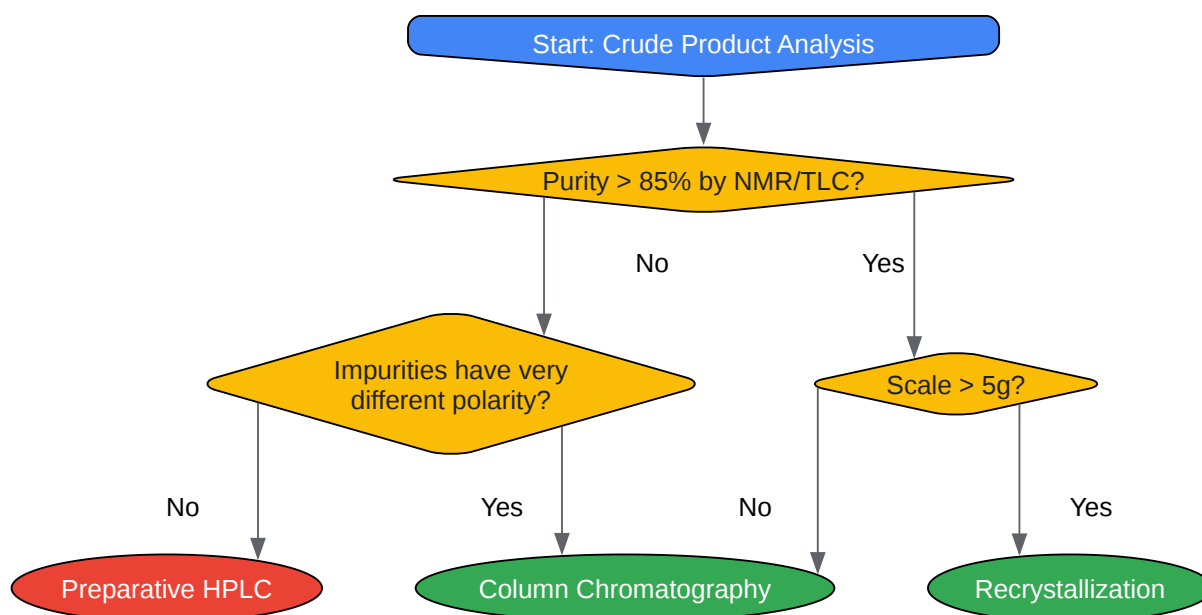 Start: Crude Product Analysis
Purity > 85% by NMR/TLC?
No
Yes
Impurities have very
different polarity?
Scale > 5g?
No
Yes
No
Yes
Preparative HPLC
Column Chromatography
Recrystallization